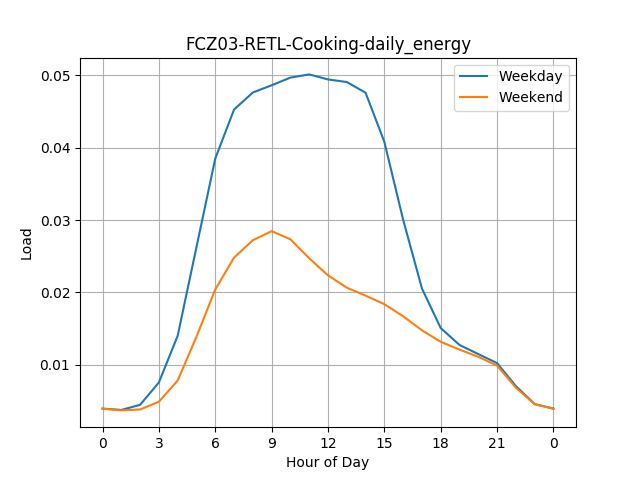 FCZ03-RETL-Cooking-daily_energy
Weekday
Weekend
0.05
0.04
0.03
0.02
0.01
Load
0 3 6 9 12 15 18 21 0
Hour of Day